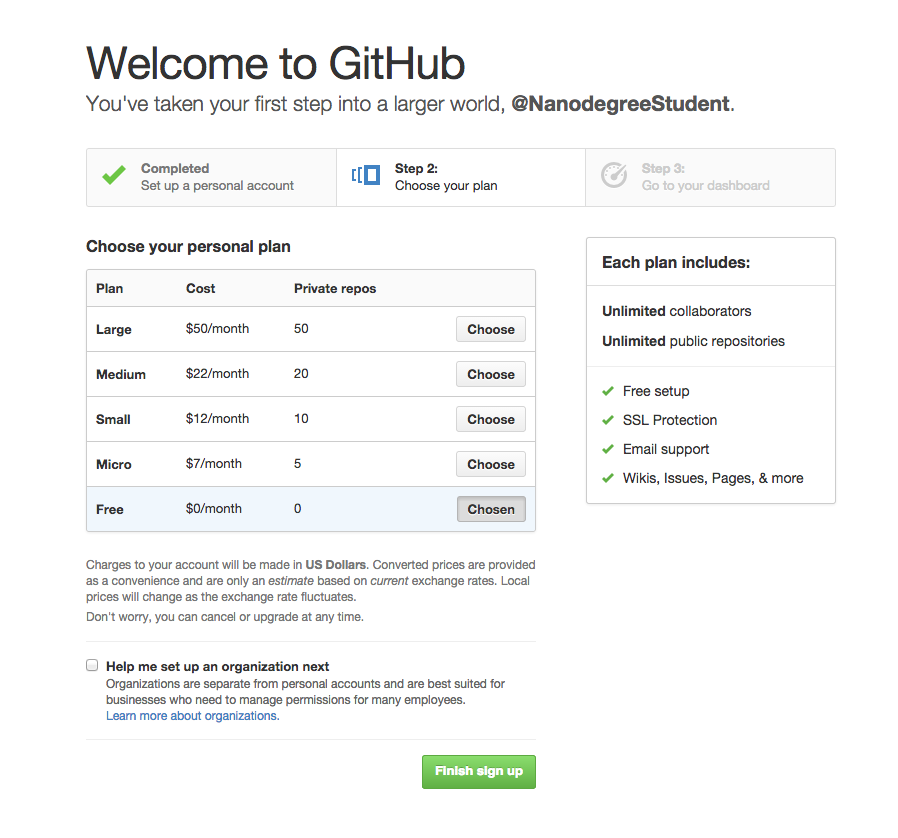 Welcome to GitHub
You've taken your first step into a larger world, @NanodegreeStudent.
Completed
Set up a personal account
Step 2:
Choose your plan
Step 3:
Go to your dashboard
Choose your personal plan
Plan Cost Private repos
Large $50/month 50 Choose
Medium $22/month 20 Choose
Small $12/month 10 Choose
Micro $7/month 5 Choose
Free $0/month 0 Chosen
Charges to your account will be made in US Dollars. Converted prices are provided
as a convenience and are only an estimate based on current exchange rates. Local
prices will change as the exchange rate fluctuates.
Don't worry, you can cancel or upgrade at any time.
Help me set up an organization next
Organizations are separate from personal accounts and are best suited for
businesses who need to manage permissions for many employees.
Learn more about organizations.
Finish sign up
Each plan includes:
Unlimited collaborators
Unlimited public repositories
Free setup
SSL Protection
Email support
Wikis, Issues, Pages, & more